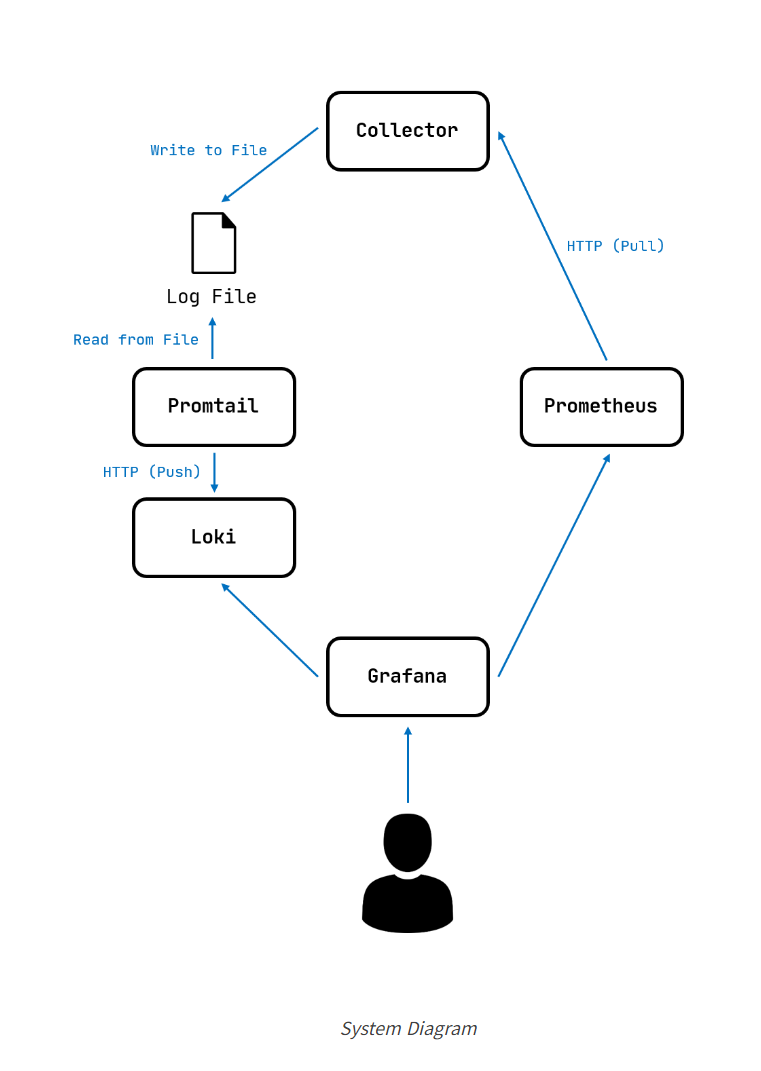 Collector
Write to File
HTTP (Pull)
Log File
Read from File
Promtail
Prometheus
HTTP (Push)
Loki
Grafana
System Diagram